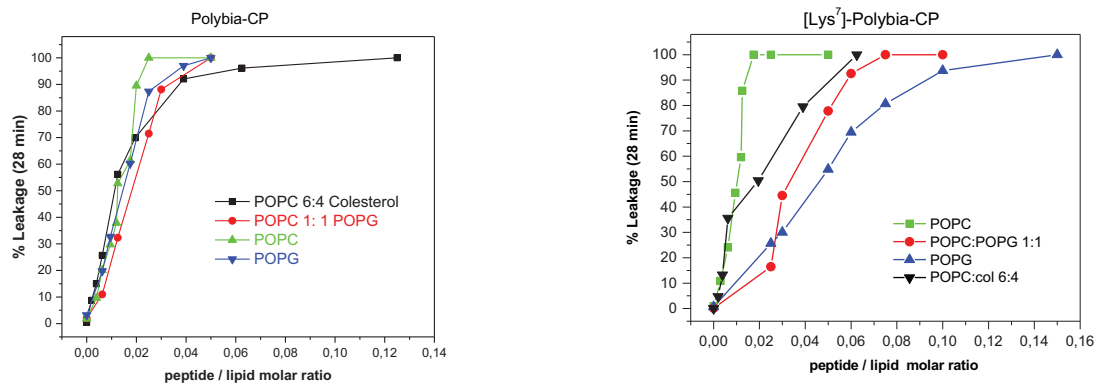 Polybia-CP
% Leakage (28 min)
100
90
80
70
60
50
40
30
20
10
0
POPC 6:4 Colesterol
POPC 1: 1 POPG
POPC
POPG
0,00 0,02 0,04 0,06 0,08 0,10 0,12 0,14
peptide / lipid molar ratio
[Lys7]-Polybia-CP
% Leakage (28 min)
100
90
80
70
60
50
40
30
20
10
0
POPC
POPC:POPG 1:1
POPG
POPC:col 6:4
0,00 0,02 0,04 0,06 0,08 0,10 0,12 0,14 0,16
peptide / lipid molar ratio